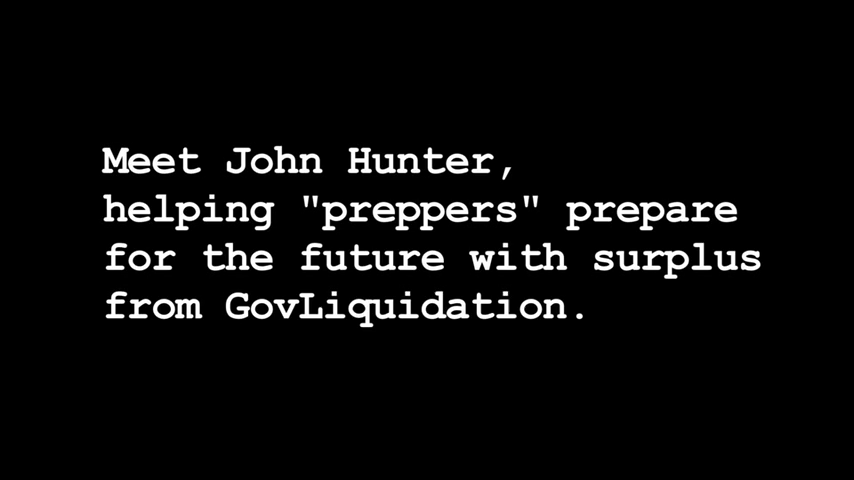 Meet John Hunter,
helping "preppers" prepare
for the future with surplus
from GovLiquidation.